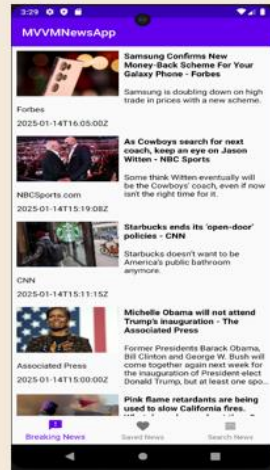 3:29
MVVMNewsApp
Samsung Confirms New
Money-Back Scheme For Your
Galaxy Phone - Forbes
Samsung is doubling down on high
trade in prices with a new scheme.
Forbes
2025-01-14T16:05:00Z
As Cowboys search for next
coach, keep an eye on Jason
Witten - NBC Sports
Some think Witten eventually will
be the Cowboys' coach, even if now
isn't the right time for it.
NBCSports.com
2025-01-14T15:19:08Z
Starbucks ends its 'open-door'
policies - CNN
Starbucks doesn't want to be
America's public bathroom
anymore.
CNN
2025-01-14T15:11:15Z
Michelle Obama will not attend
Trump's inauguration - The
Associated Press
Former Presidents Barack Obama,
Bill Clinton and George W. Bush will
come together again next week for
the inauguration of President-elect
Donald Trump, but at least one spo...
Associated Press
2025-01-14T15:00:00Z
Pink flame retardants are being
used to slow California fires.
Breaking News
Saved News
Search News